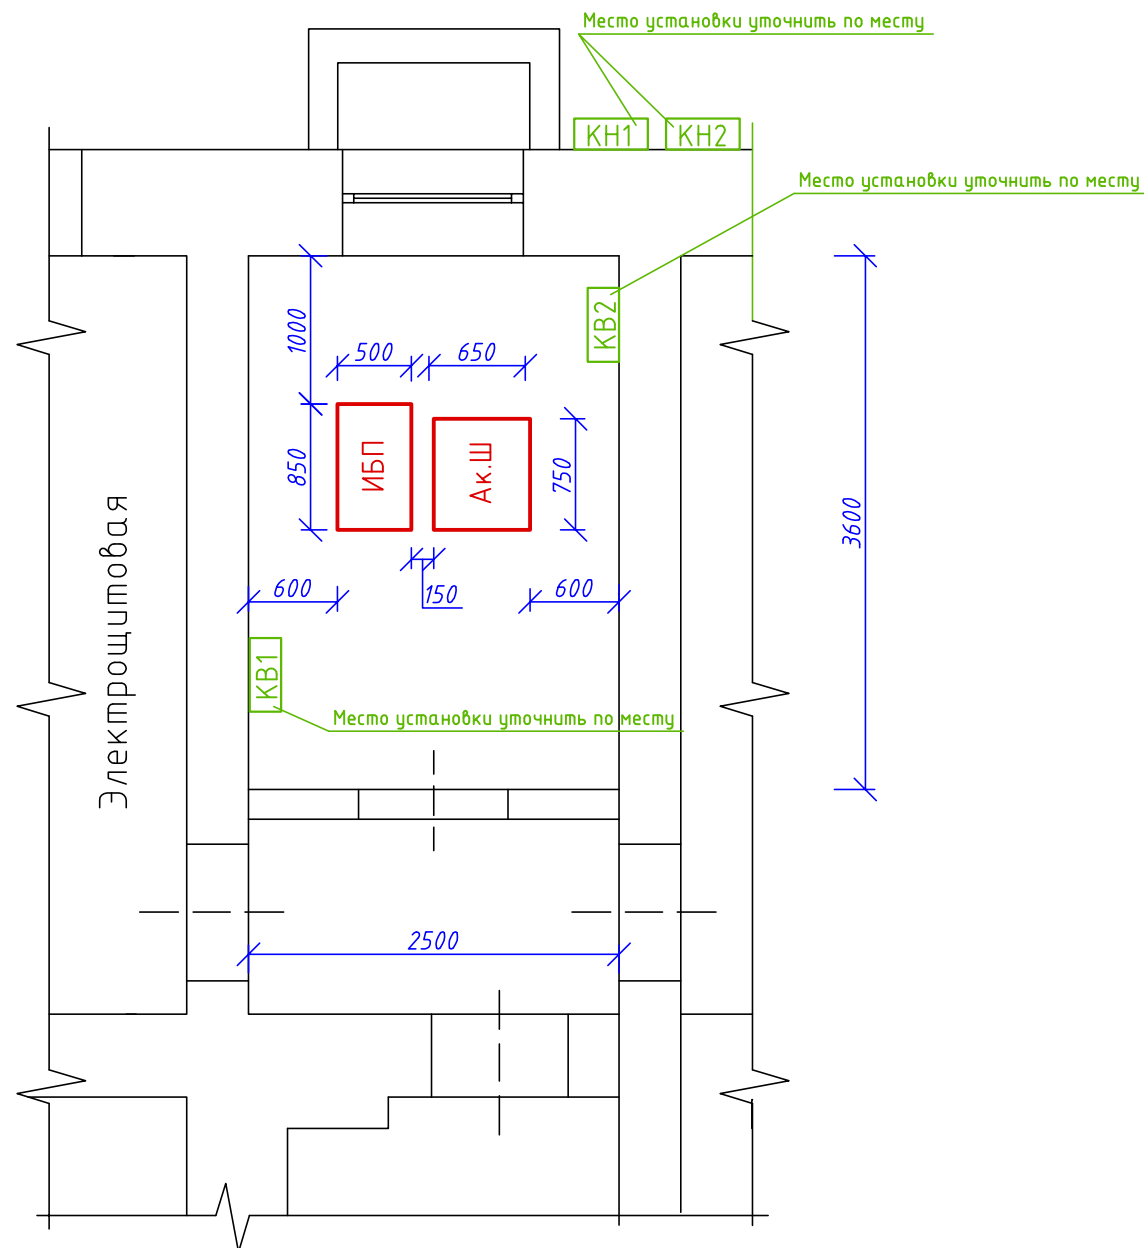 Место установки уточнить по месту
КН1 КН2
Место установки уточнить по месту
КВ2
1000
500 650
ИБП
Ак.Ш
850
750
3600
Электрощитовая
600 150 600
КВ1
Место установки уточнить по месту
2500